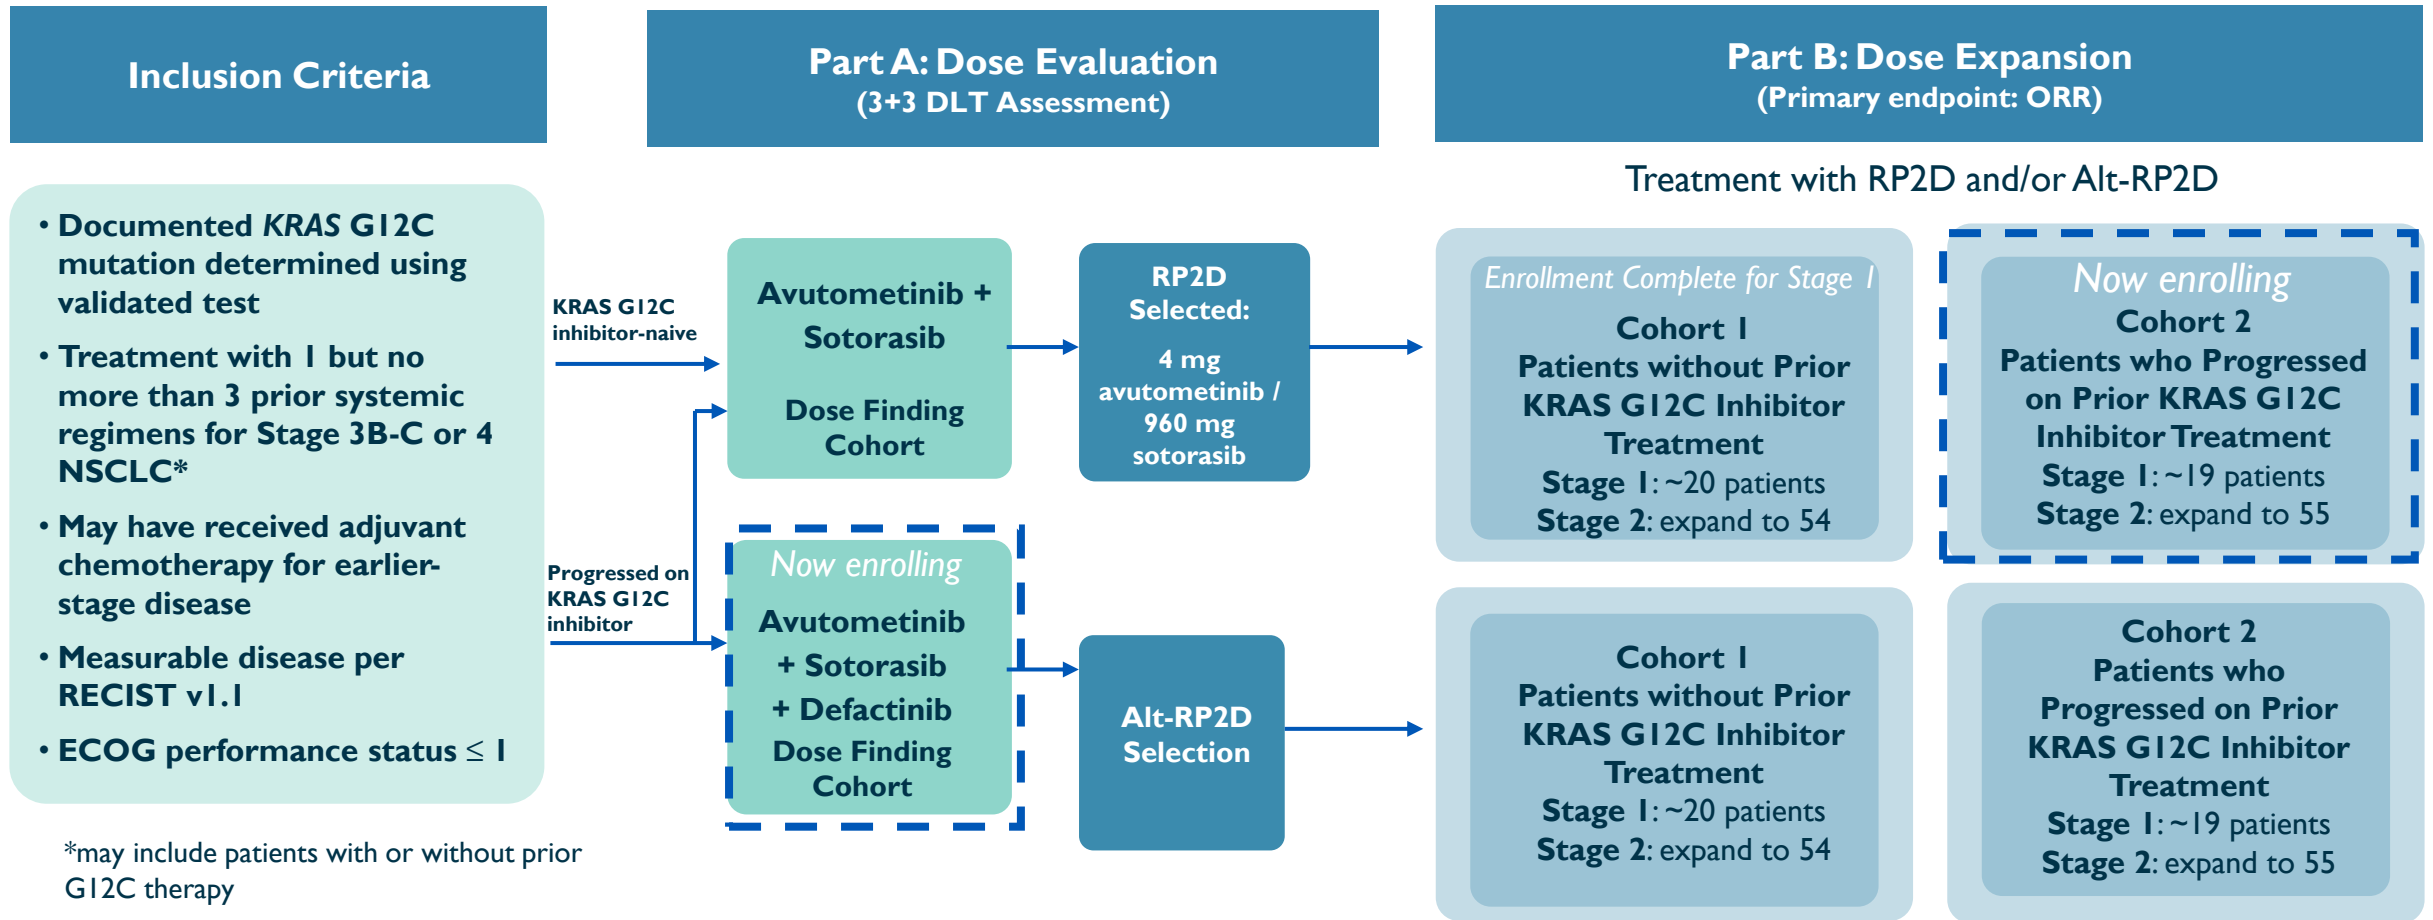 Inclusion Criteria
Part A: Dose Evaluation
(3+3 DLT Assessment)
Part B: Dose Expansion
(Primary endpoint: ORR)
Treatment with RP2D and/or Alt-RP2D
• Documented KRAS G12C
mutation determined using
validated test
• Treatment with 1 but no
more than 3 prior systemic
regimens for Stage 3B-C or 4
NSCLC*
• May have received adjuvant
chemotherapy for earlier-
stage disease
• Measurable disease per
RECIST v1.1
• ECOG performance status ≤ 1
*may include patients with or without prior
G12C therapy
KRAS G12C
inhibitor-naive
Progressed on
KRAS G12C
inhibitor
Avutometinib +
Sotorasib
Dose Finding
Cohort
Now enrolling
Avutometinib
+ Sotorasib
+ Defactinib
Dose Finding
Cohort
RP2D
Selected:
4 mg
avutometinib /
960 mg
sotorasib
Alt-RP2D
Selection
Enrollment Complete for Stage 1
Cohort 1
Patients without Prior
KRAS G12C Inhibitor
Treatment
Stage 1: ~20 patients
Stage 2: expand to 54
Now enrolling
Cohort 2
Patients who Progressed
on Prior KRAS G12C
Inhibitor Treatment
Stage 1: ~19 patients
Stage 2: expand to 55
Cohort 1
Patients without Prior
KRAS G12C Inhibitor
Treatment
Stage 1: ~20 patients
Stage 2: expand to 54
Cohort 2
Patients who
Progressed on Prior
KRAS G12C Inhibitor
Treatment
Stage 1: ~19 patients
Stage 2: expand to 55